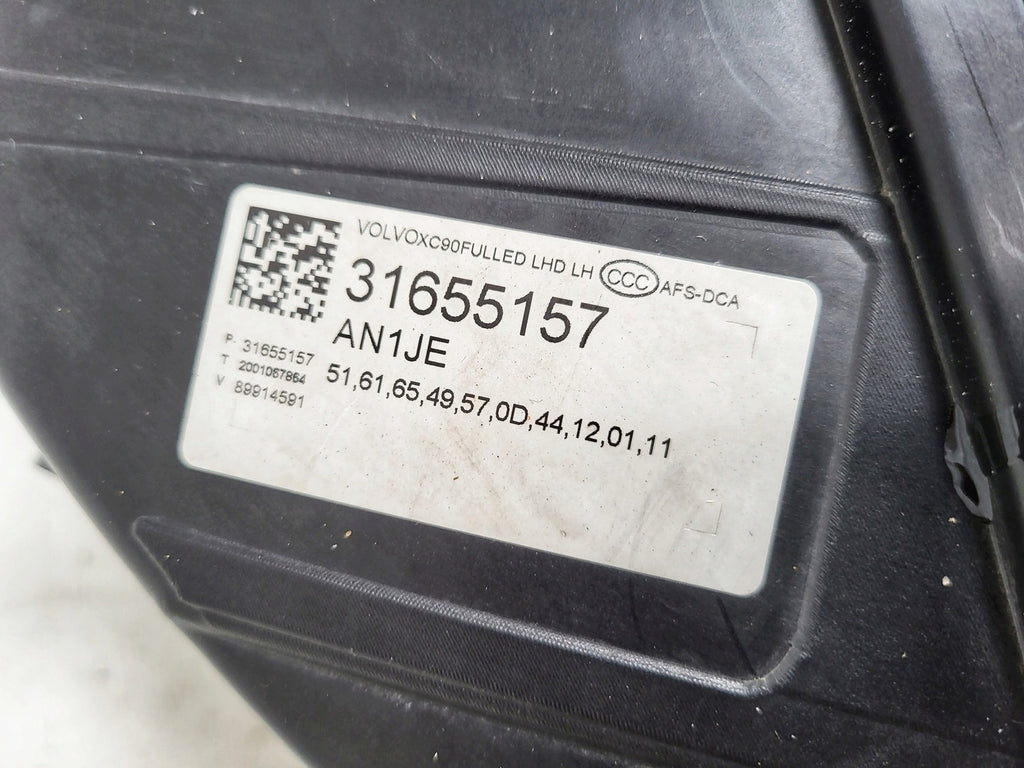 VOLVOXC90FULLED LHD LH CCC AFS-DCA
31655157
AN1JE
P. 31655157
T 2001067864
V 89914591
51,61,65,49,57,0D,44,12,01,11